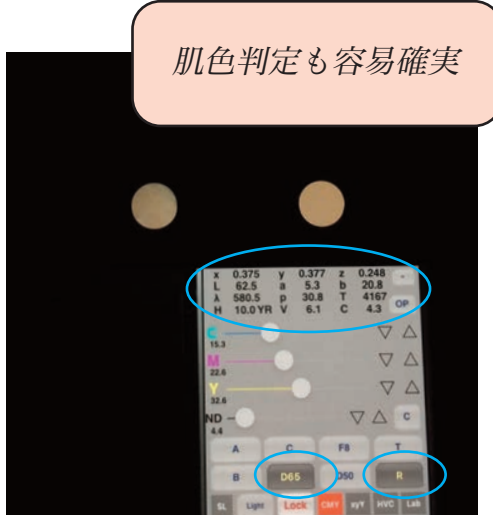 肌色判定も容易確実
x 0.375 y 0.377 z 0.248 -
L 62.5 a 5.3 b 20.8
λ 580.5 p 30.8 T 4167 OP
H 10.0 YR V 6.1 C 4.3
C
15.3
M
22.6
Y
32.6
ND C
4.4
A C F8 T
B D65 D50 R
SL Light Lock CMY xyY HVC Lab